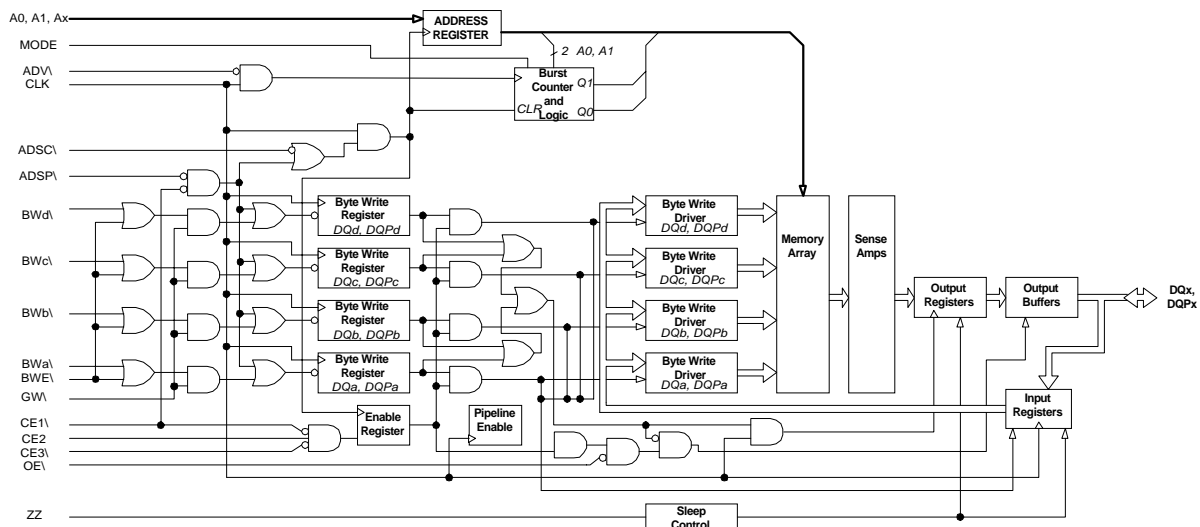 A0, A1, Ax
ADDRESS
REGISTER
MODE
2 A0, A1
ADV\
CLK
Burst
Counter
and
Logic
Q1
CLR
Q0
ADSC\
ADSP\
BWd\
Byte Write
Register
DQd, DQPd
Byte Write
Driver
DQd, DQPd
Memory
Array
Sense
Amps
BWc\
Byte Write
Register
DQc, DQPc
Byte Write
Driver
DQc, DQPc
Output
Registers
Output
Buffers
DQx,
DQPx
BWb\
Byte Write
Register
DQb, DQPb
Byte Write
Driver
DQb, DQPb
BWa\
BWE\
Byte Write
Register
DQa, DQPa
Byte Write
Driver
DQa, DQPa
GW\
Input
Registers
CE1\
CE2
CE3\
OE\
Enable
Register
Pipeline
Enable
ZZ
Sleep
Control